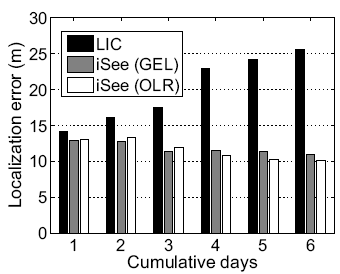 Localization error (m)
30
25
20
15
10
5
0
LIC
iSee (GEL)
iSee (OLR)
1 2 3 4 5 6
Cumulative days